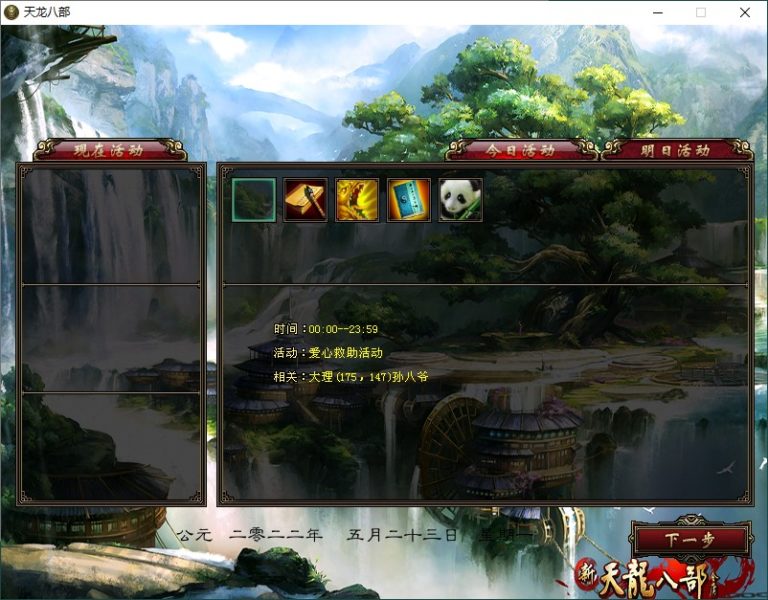 天龙八部
现在活动
今日活动
明日活动
时间：00:00--23:59
活动：爱心救助活动
相关：大理(175，147)孙八爷
公元 二零二二年 五月二十三日 星期一
下一步
新天龍八部